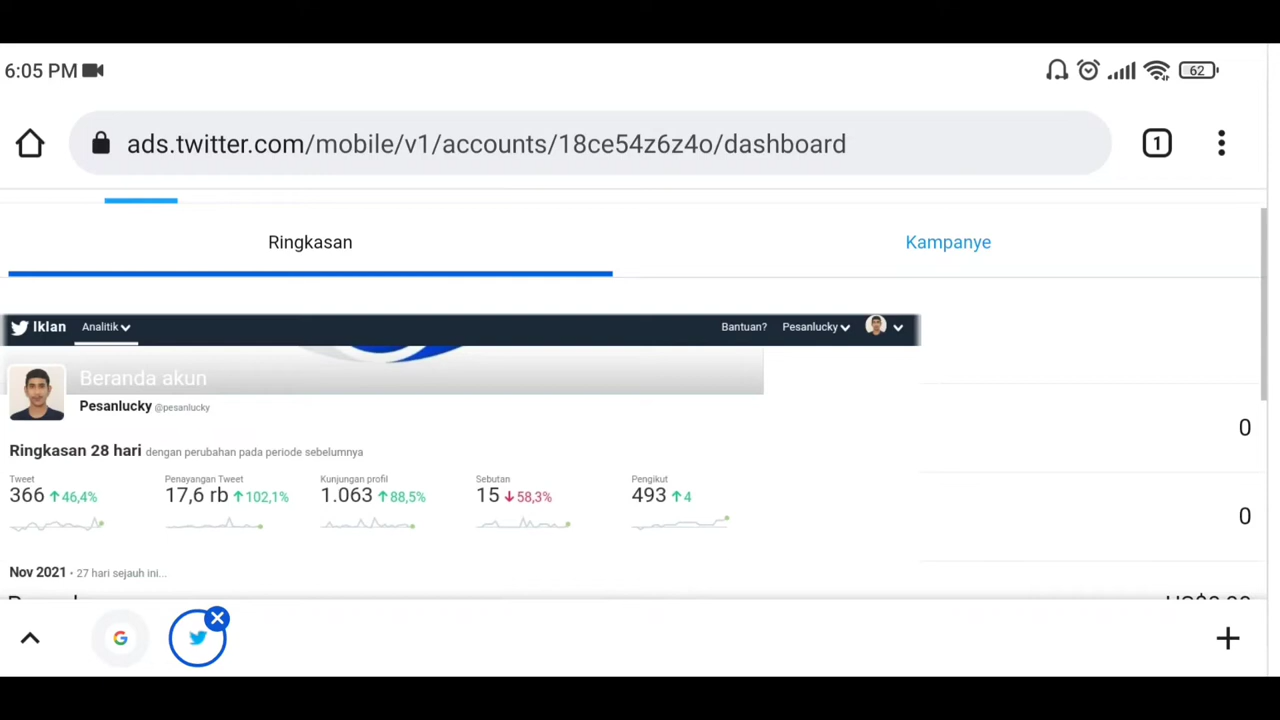 6:05 PM
62
ads.twitter.com/mobile/v1/accounts/18ce54z6z4o/dashboard
1
Ringkasan
Kampanye
Iklan
Analitik
Bantuan?
Pesanlucky
Beranda akun
Pesanlucky @pesanlucky
0
Ringkasan 28 hari dengan perubahan pada periode sebelumnya
Tweet
Penayangan Tweet
Kunjungan profil
Sebutan
Pengikut
366 46,4%
17,6 rb 102,1%
1.063 88,5%
15 58,3%
493 4
0
Nov 2021 • 27 hari sejauh ini...
G